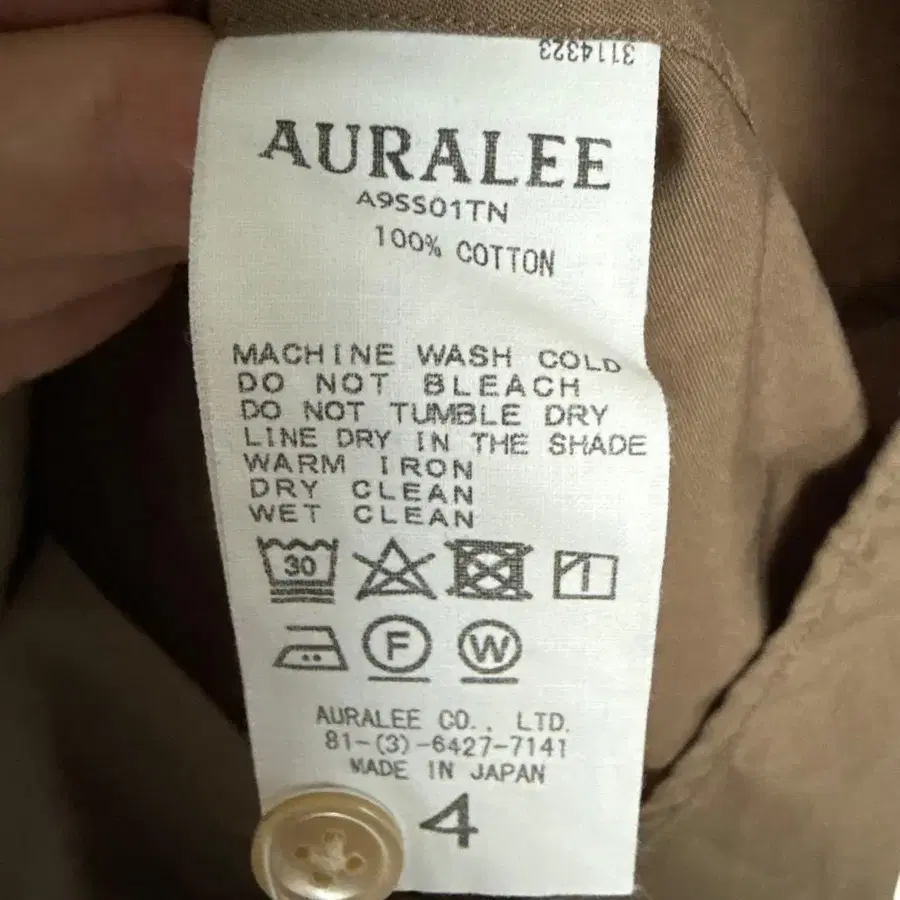 3114323
AURALEE
A9SS01TN
100% COTTON
MACHINE WASH COLD
DO NOT BLEACH
DO NOT TUMBLE DRY
LINE DRY IN THE SHADE
WARM IRON
DRY CLEAN
WET CLEAN
30
F W
AURALEE CO., LTD.
81-(3)-6427-7141
MADE IN JAPAN
4